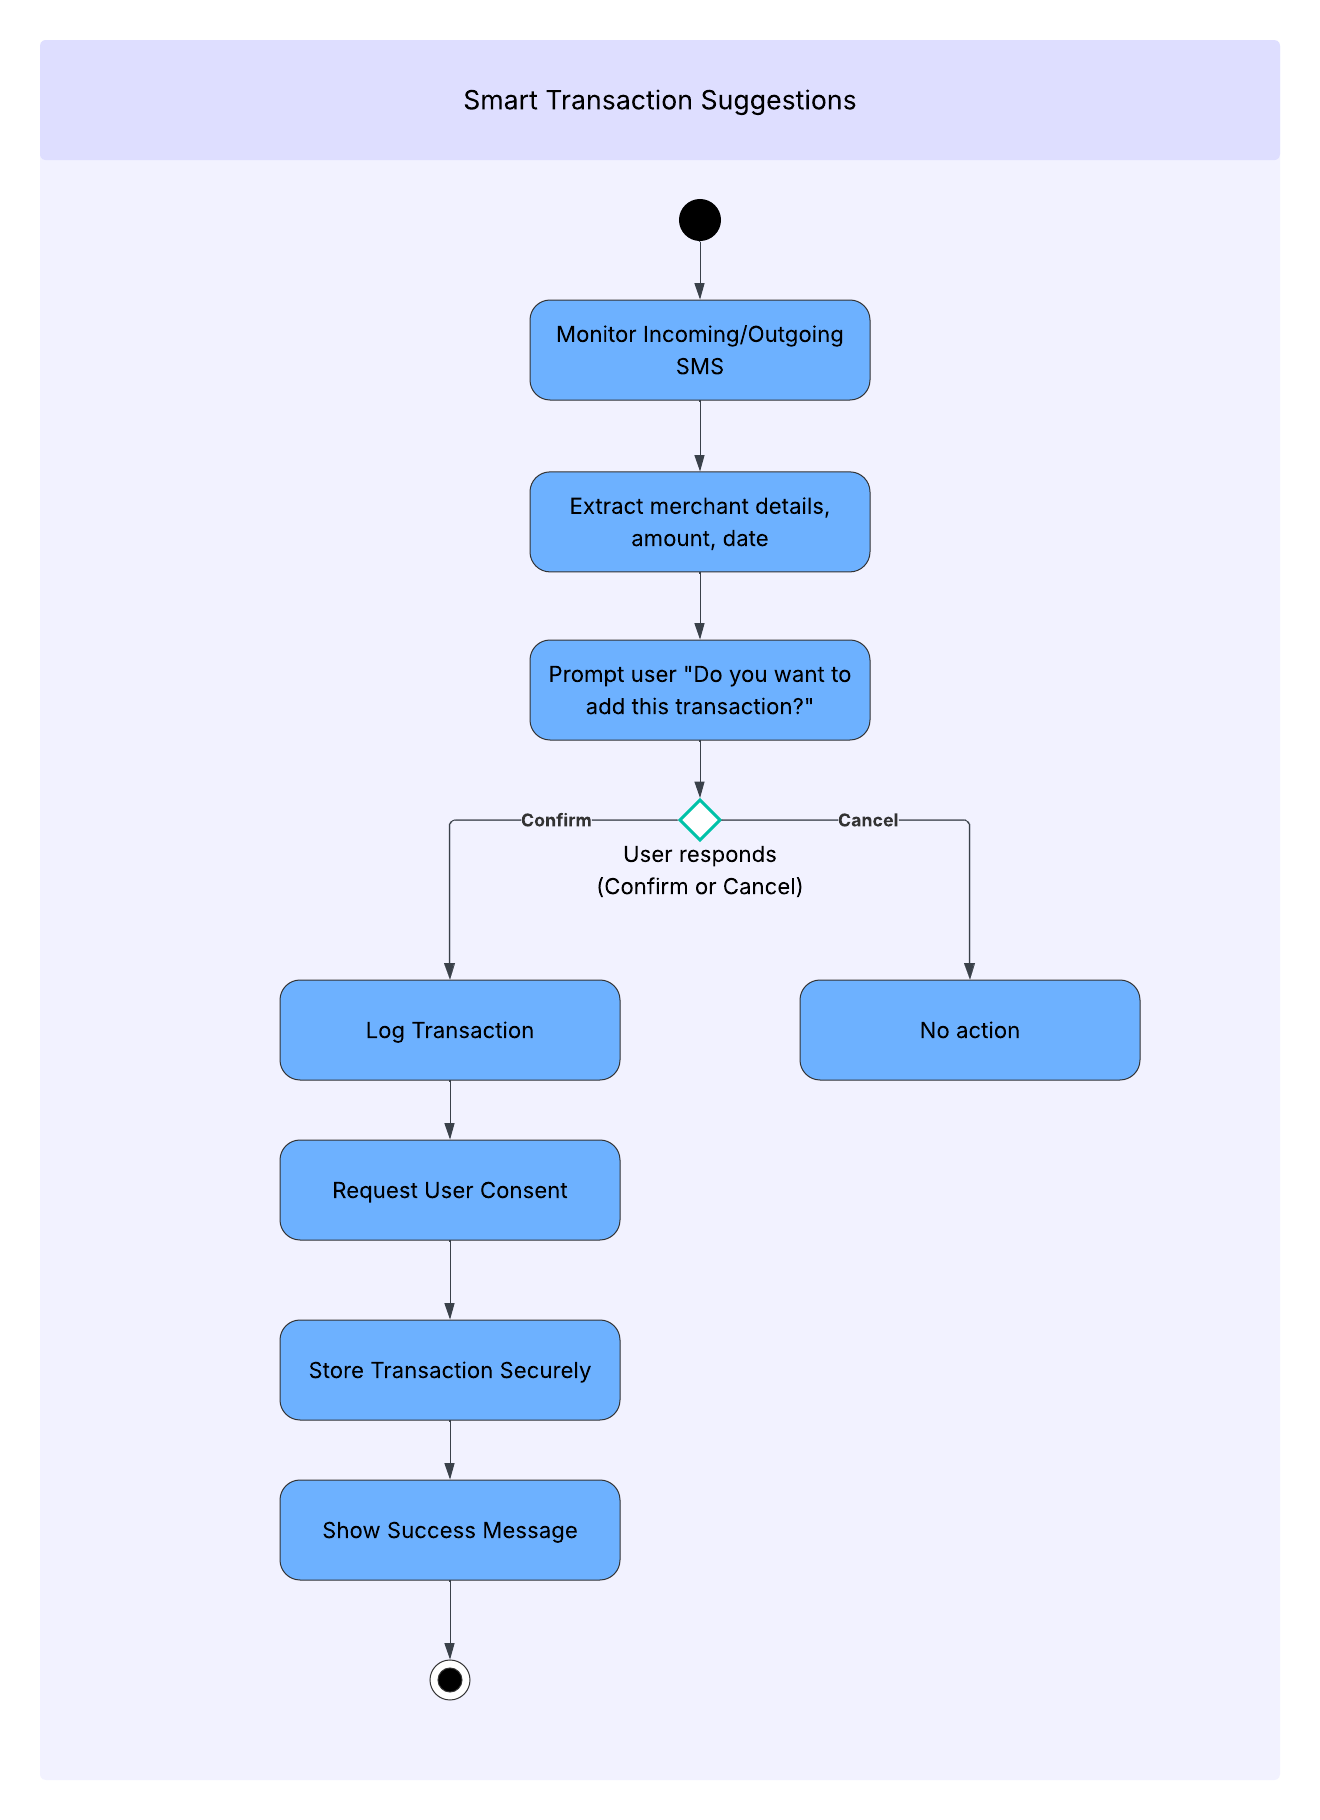 Smart Transaction Suggestions
Monitor Incoming/Outgoing
SMS
Extract merchant details,
amount, date
Prompt user "Do you want to
add this transaction?"
Confirm
Cancel
User responds
(Confirm or Cancel)
Log Transaction
No action
Request User Consent
Store Transaction Securely
Show Success Message